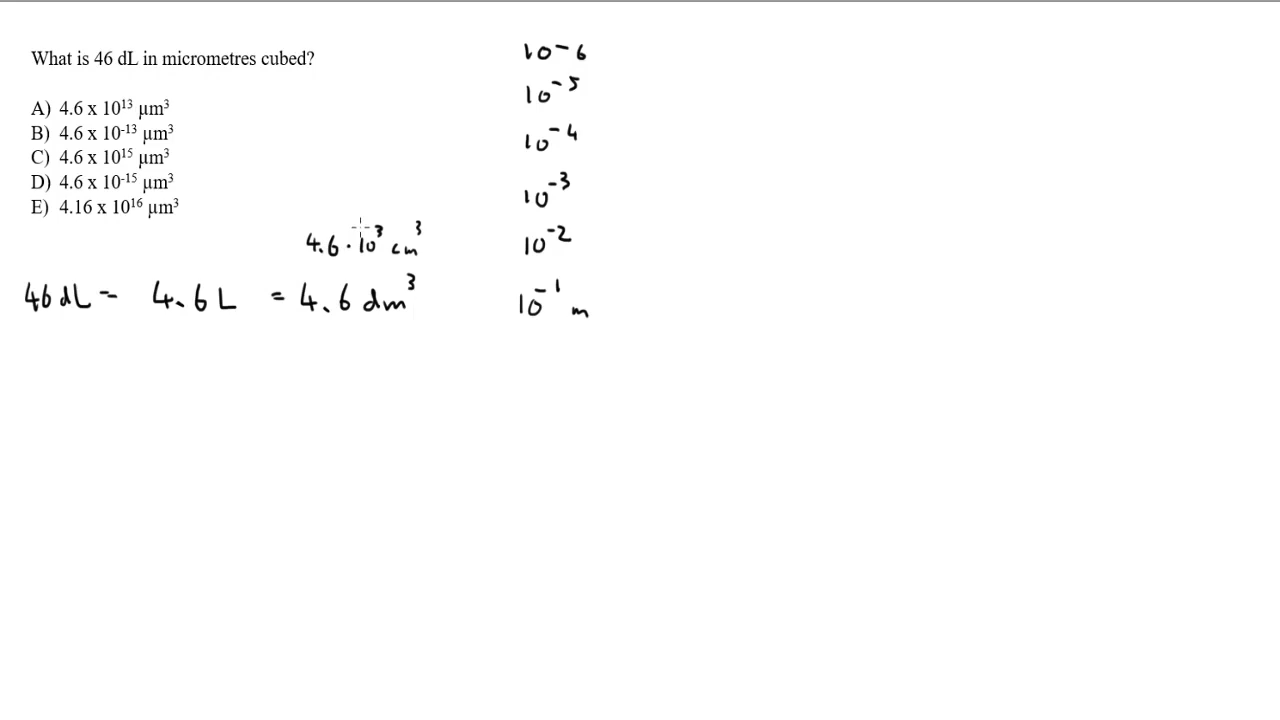 What is 46 dL in micrometres cubed?
A) 4.6 x 10¹³ µm³
B) 4.6 x 10⁻¹³ µm³
C) 4.6 x 10¹⁵ µm³
D) 4.6 x 10⁻¹⁵ µm³
E) 4.16 x 10¹⁶ µm³
4.6 · 10³ cm³
46 dL = 4.6 L = 4.6 dm³
10⁻⁶
10⁻⁵
10⁻⁴
10⁻³
10⁻²
10⁻¹ m